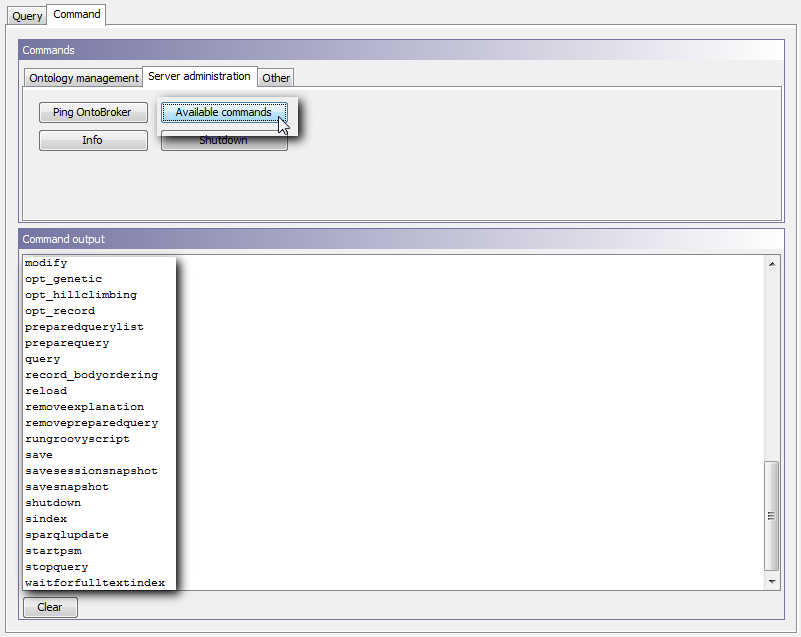 Query Command
Commands
Ontology management Server administration Other
Ping OntoBroker Available commands
Info Shutdown
Command output
modify
opt_genetic
opt_hillclimbing
opt_record
preparedquerylist
preparequery
query
record_bodyordering
reload
removeexplanation
removepreparedquery
rungroovyscript
save
savesessionsnapshot
savesnapshot
shutdown
sindex
sparqlupdate
startpsm
stopquery
waitforfulltextindex
Clear